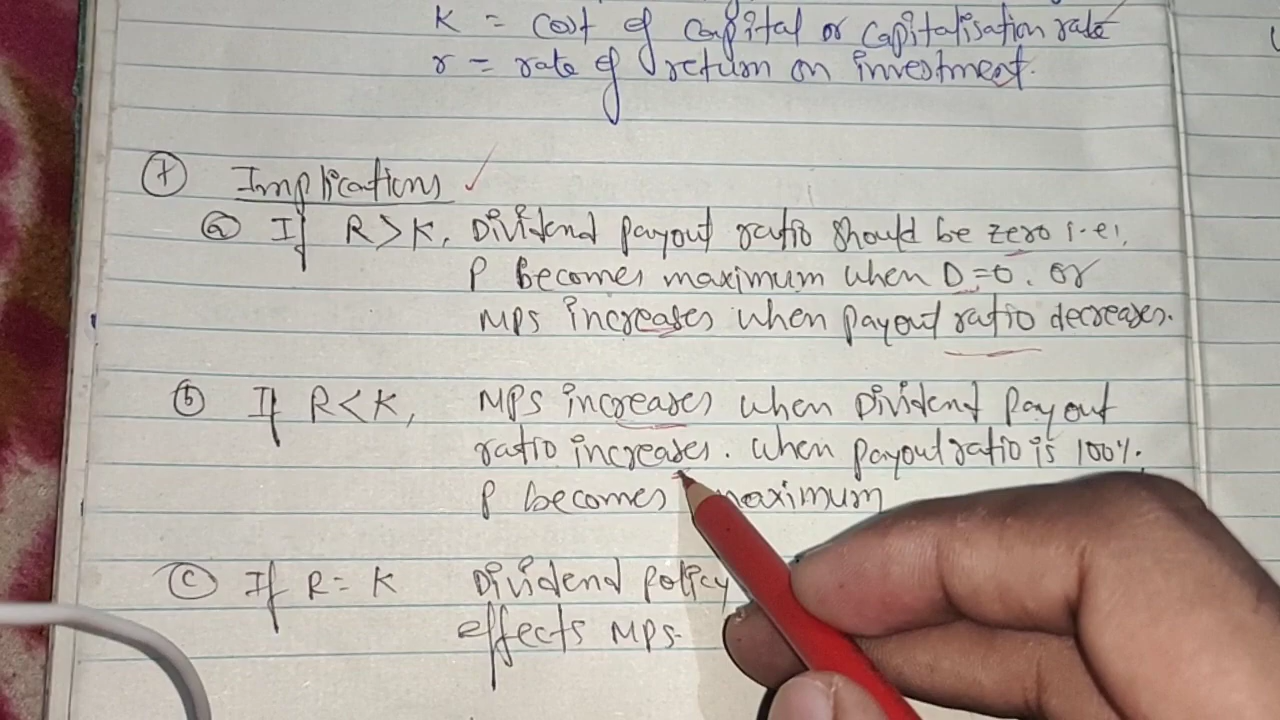 K = cost of capital or capitalisation rate
r = rate of return on investment.
7 Implications ✓
(a) If R>K, Dividend payout ratio should be zero i.e.,
P becomes maximum when D=0. or
MPS increases when payout ratio decreases.
(b) If R<K, MPS increases when Dividend Payout
ratio increases. When payout ratio is 100%.
P becomes maximum
(c) If R=K Dividend policy
effects MPS.